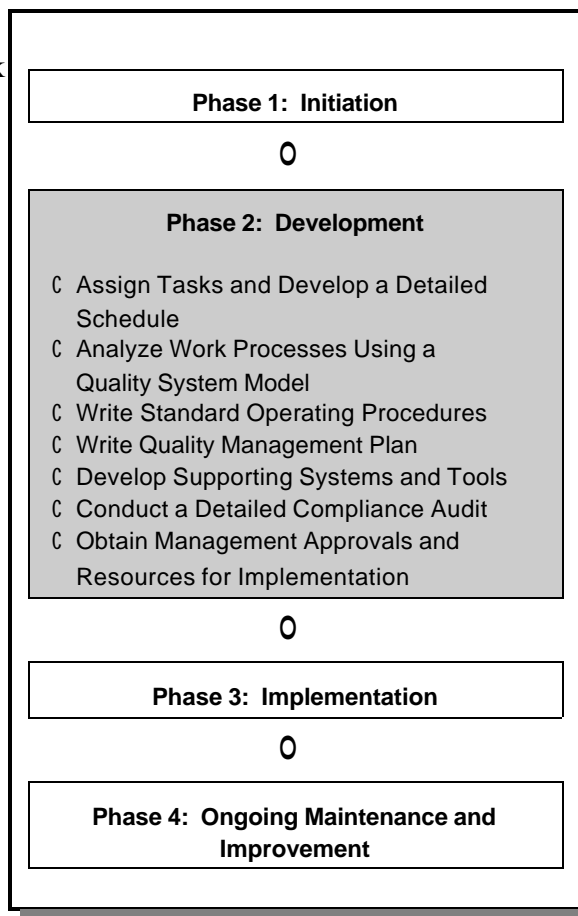 k
Phase 1: Initiation
O
Phase 2: Development
C Assign Tasks and Develop a Detailed
Schedule
C Analyze Work Processes Using a
Quality System Model
C Write Standard Operating Procedures
C Write Quality Management Plan
C Develop Supporting Systems and Tools
C Conduct a Detailed Compliance Audit
C Obtain Management Approvals and
Resources for Implementation
O
Phase 3: Implementation
O
Phase 4: Ongoing Maintenance and
Improvement